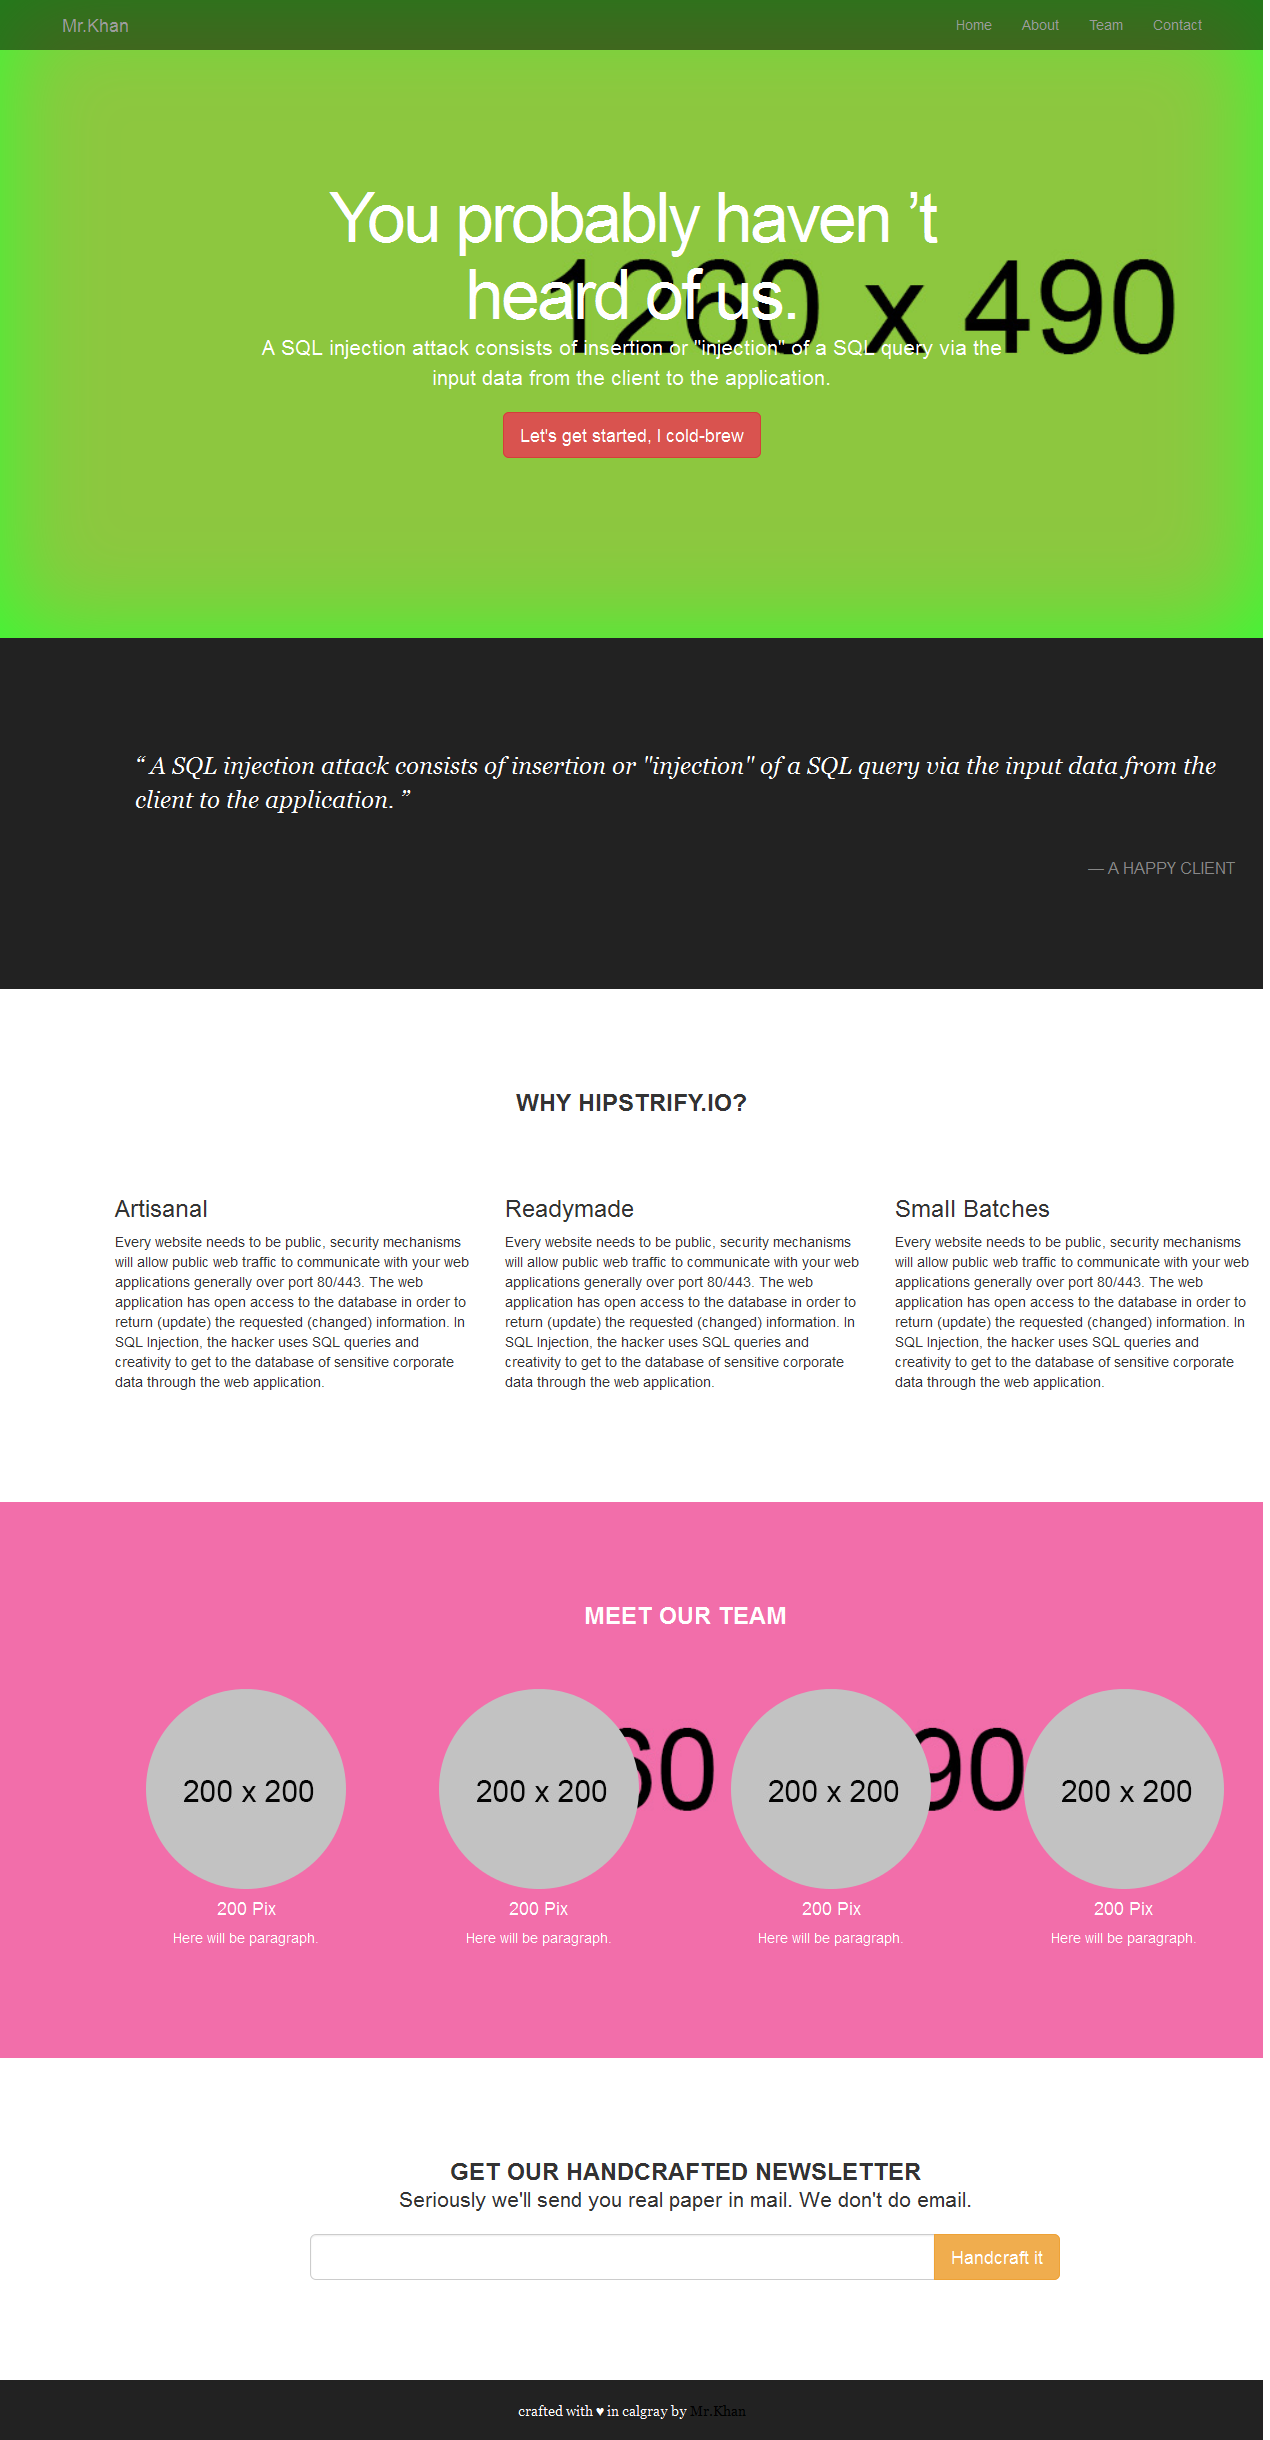 Mr.Khan
Home About Team Contact
You probably haven ’t
heard of us.
1260 x 490
A SQL injection attack consists of insertion or "injection" of a SQL query via the
input data from the client to the application.
Let's get started, I cold-brew
“ A SQL injection attack consists of insertion or "injection" of a SQL query via the input data from the
client to the application. ”
— A HAPPY CLIENT
WHY HIPSTRIFY.IO?
Artisanal
Every website needs to be public, security mechanisms
will allow public web traffic to communicate with your web
applications generally over port 80/443. The web
application has open access to the database in order to
return (update) the requested (changed) information. In
SQL Injection, the hacker uses SQL queries and
creativity to get to the database of sensitive corporate
data through the web application.
Readymade
Every website needs to be public, security mechanisms
will allow public web traffic to communicate with your web
applications generally over port 80/443. The web
application has open access to the database in order to
return (update) the requested (changed) information. In
SQL Injection, the hacker uses SQL queries and
creativity to get to the database of sensitive corporate
data through the web application.
Small Batches
Every website needs to be public, security mechanisms
will allow public web traffic to communicate with your web
applications generally over port 80/443. The web
application has open access to the database in order to
return (update) the requested (changed) information. In
SQL Injection, the hacker uses SQL queries and
creativity to get to the database of sensitive corporate
data through the web application.
MEET OUR TEAM
200 x 200
200 x 200
60
200 x 200
90
200 x 200
200 Pix
Here will be paragraph.
200 Pix
Here will be paragraph.
200 Pix
Here will be paragraph.
200 Pix
Here will be paragraph.
GET OUR HANDCRAFTED NEWSLETTER
Seriously we'll send you real paper in mail. We don't do email.
Handcraft it
crafted with ♥ in calgray by Mr.Khan